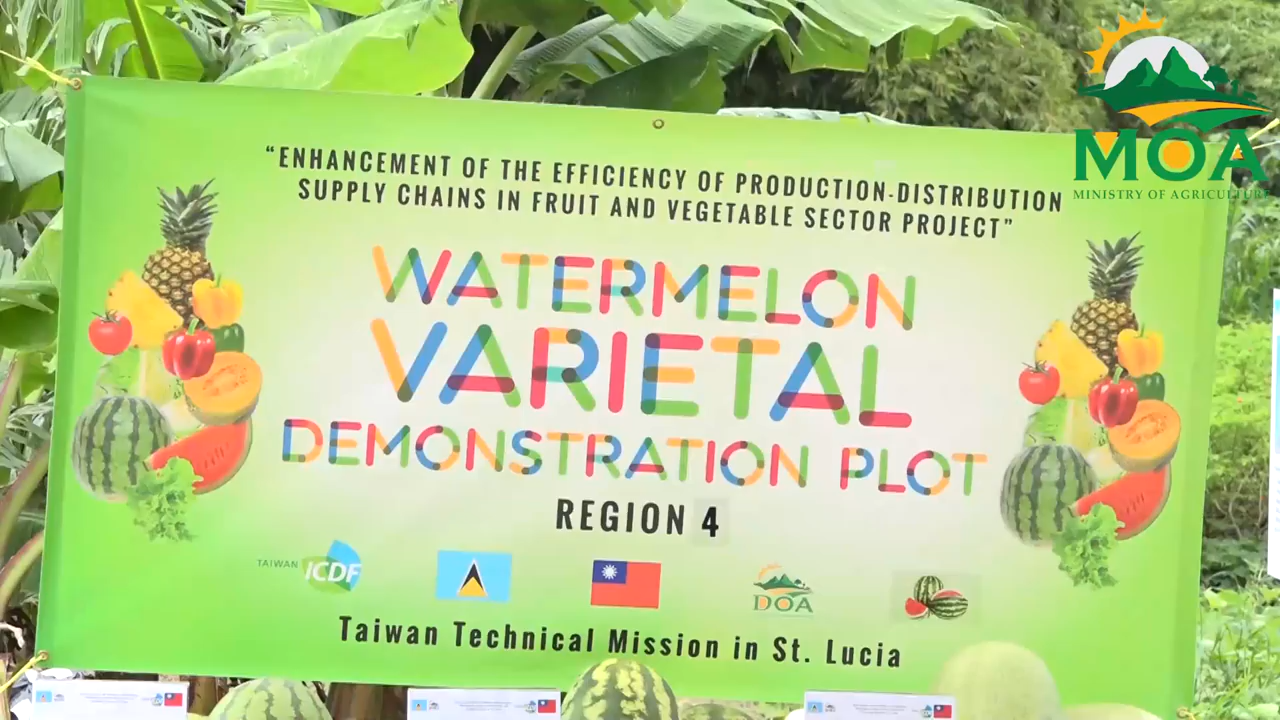 MOA
MINISTRY OF AGRICULTURE
“ENHANCEMENT OF THE EFFICIENCY OF PRODUCTION-DISTRIBUTION
SUPPLY CHAINS IN FRUIT AND VEGETABLE SECTOR PROJECT”
WATERMELON
VARIETAL
DEMONSTRATION PLOT
REGION 4
TAIWAN ICDF
DOA
Taiwan Technical Mission in St. Lucia